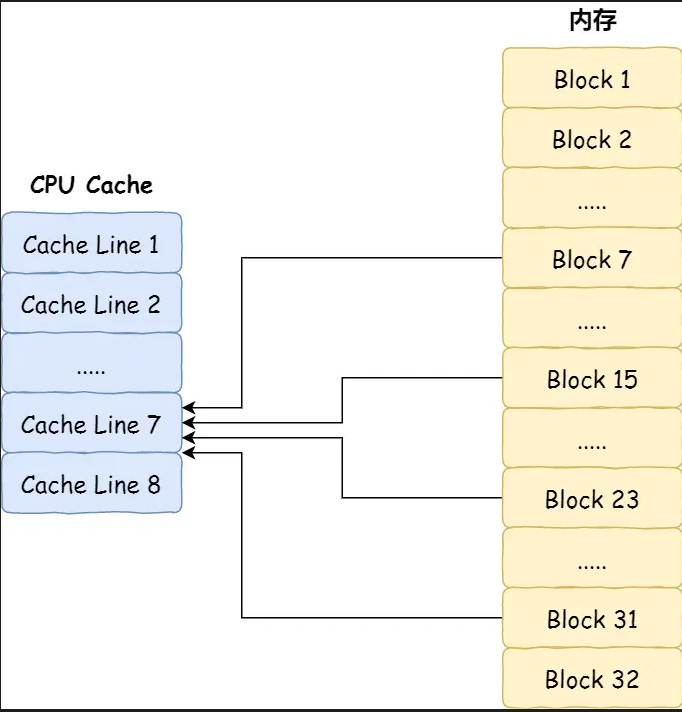 CPU Cache
Cache Line 1
Cache Line 2
.....
Cache Line 7
Cache Line 8
内存
Block 1
Block 2
.....
Block 7
.....
Block 15
.....
Block 23
.....
Block 31
Block 32